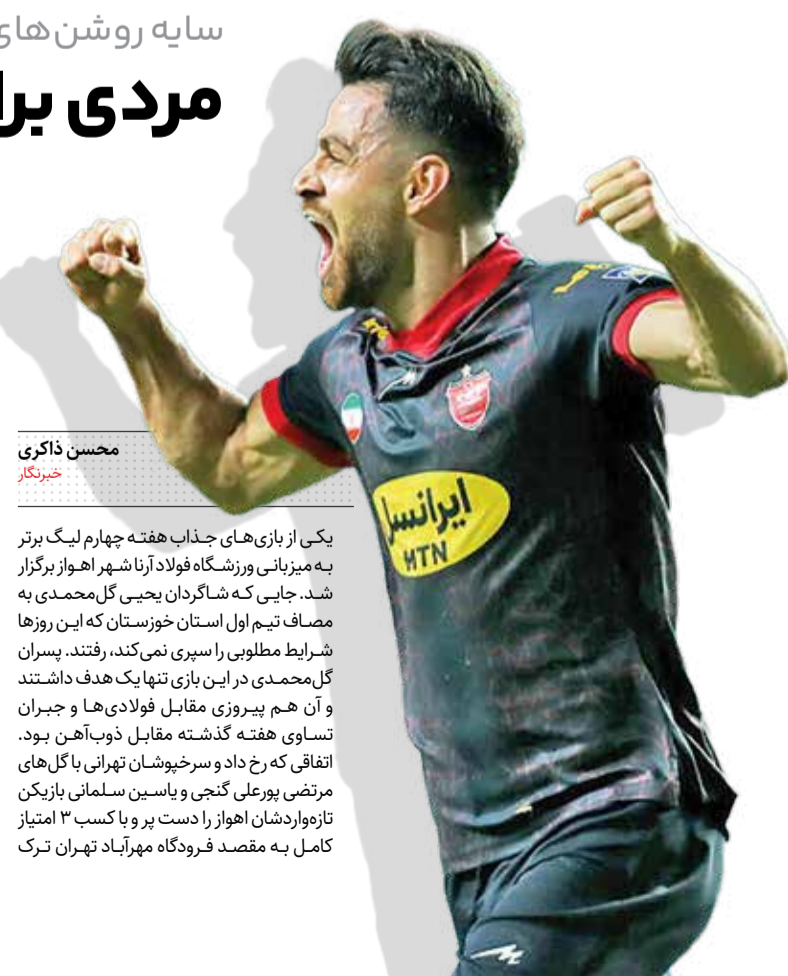 سایه روشن‌های
مردی برا
محسن ذاکری
خبرنگار
یکی از بازی‌های جذاب هفته چهارم لیگ برتر
به میزبانی ورزشگاه فولاد آرنا شهر اهواز برگزار
شد. جایی که شاگردان یحیی گل‌محمدی به
مصاف تیم اول استان خوزستان که این روزها
شرایط مطلوبی را سپری نمی‌کند، رفتند. پسران
گل‌محمدی در این بازی تنها یک هدف داشتند
و آن هم پیروزی مقابل فولادی‌ها و جبران
تساوی هفته گذشته مقابل ذوب‌آهن بود.
اتفاقی که رخ داد و سرخپوشان تهرانی با گل‌های
مرتضی پورعلی گنجی و یاسین سلمانی بازیکن
تازه‌واردشان اهواز را دست پر و با کسب ۳ امتیاز
کامل به مقصد فرودگاه مهرآباد تهران ترک
ایرانسل
MTN